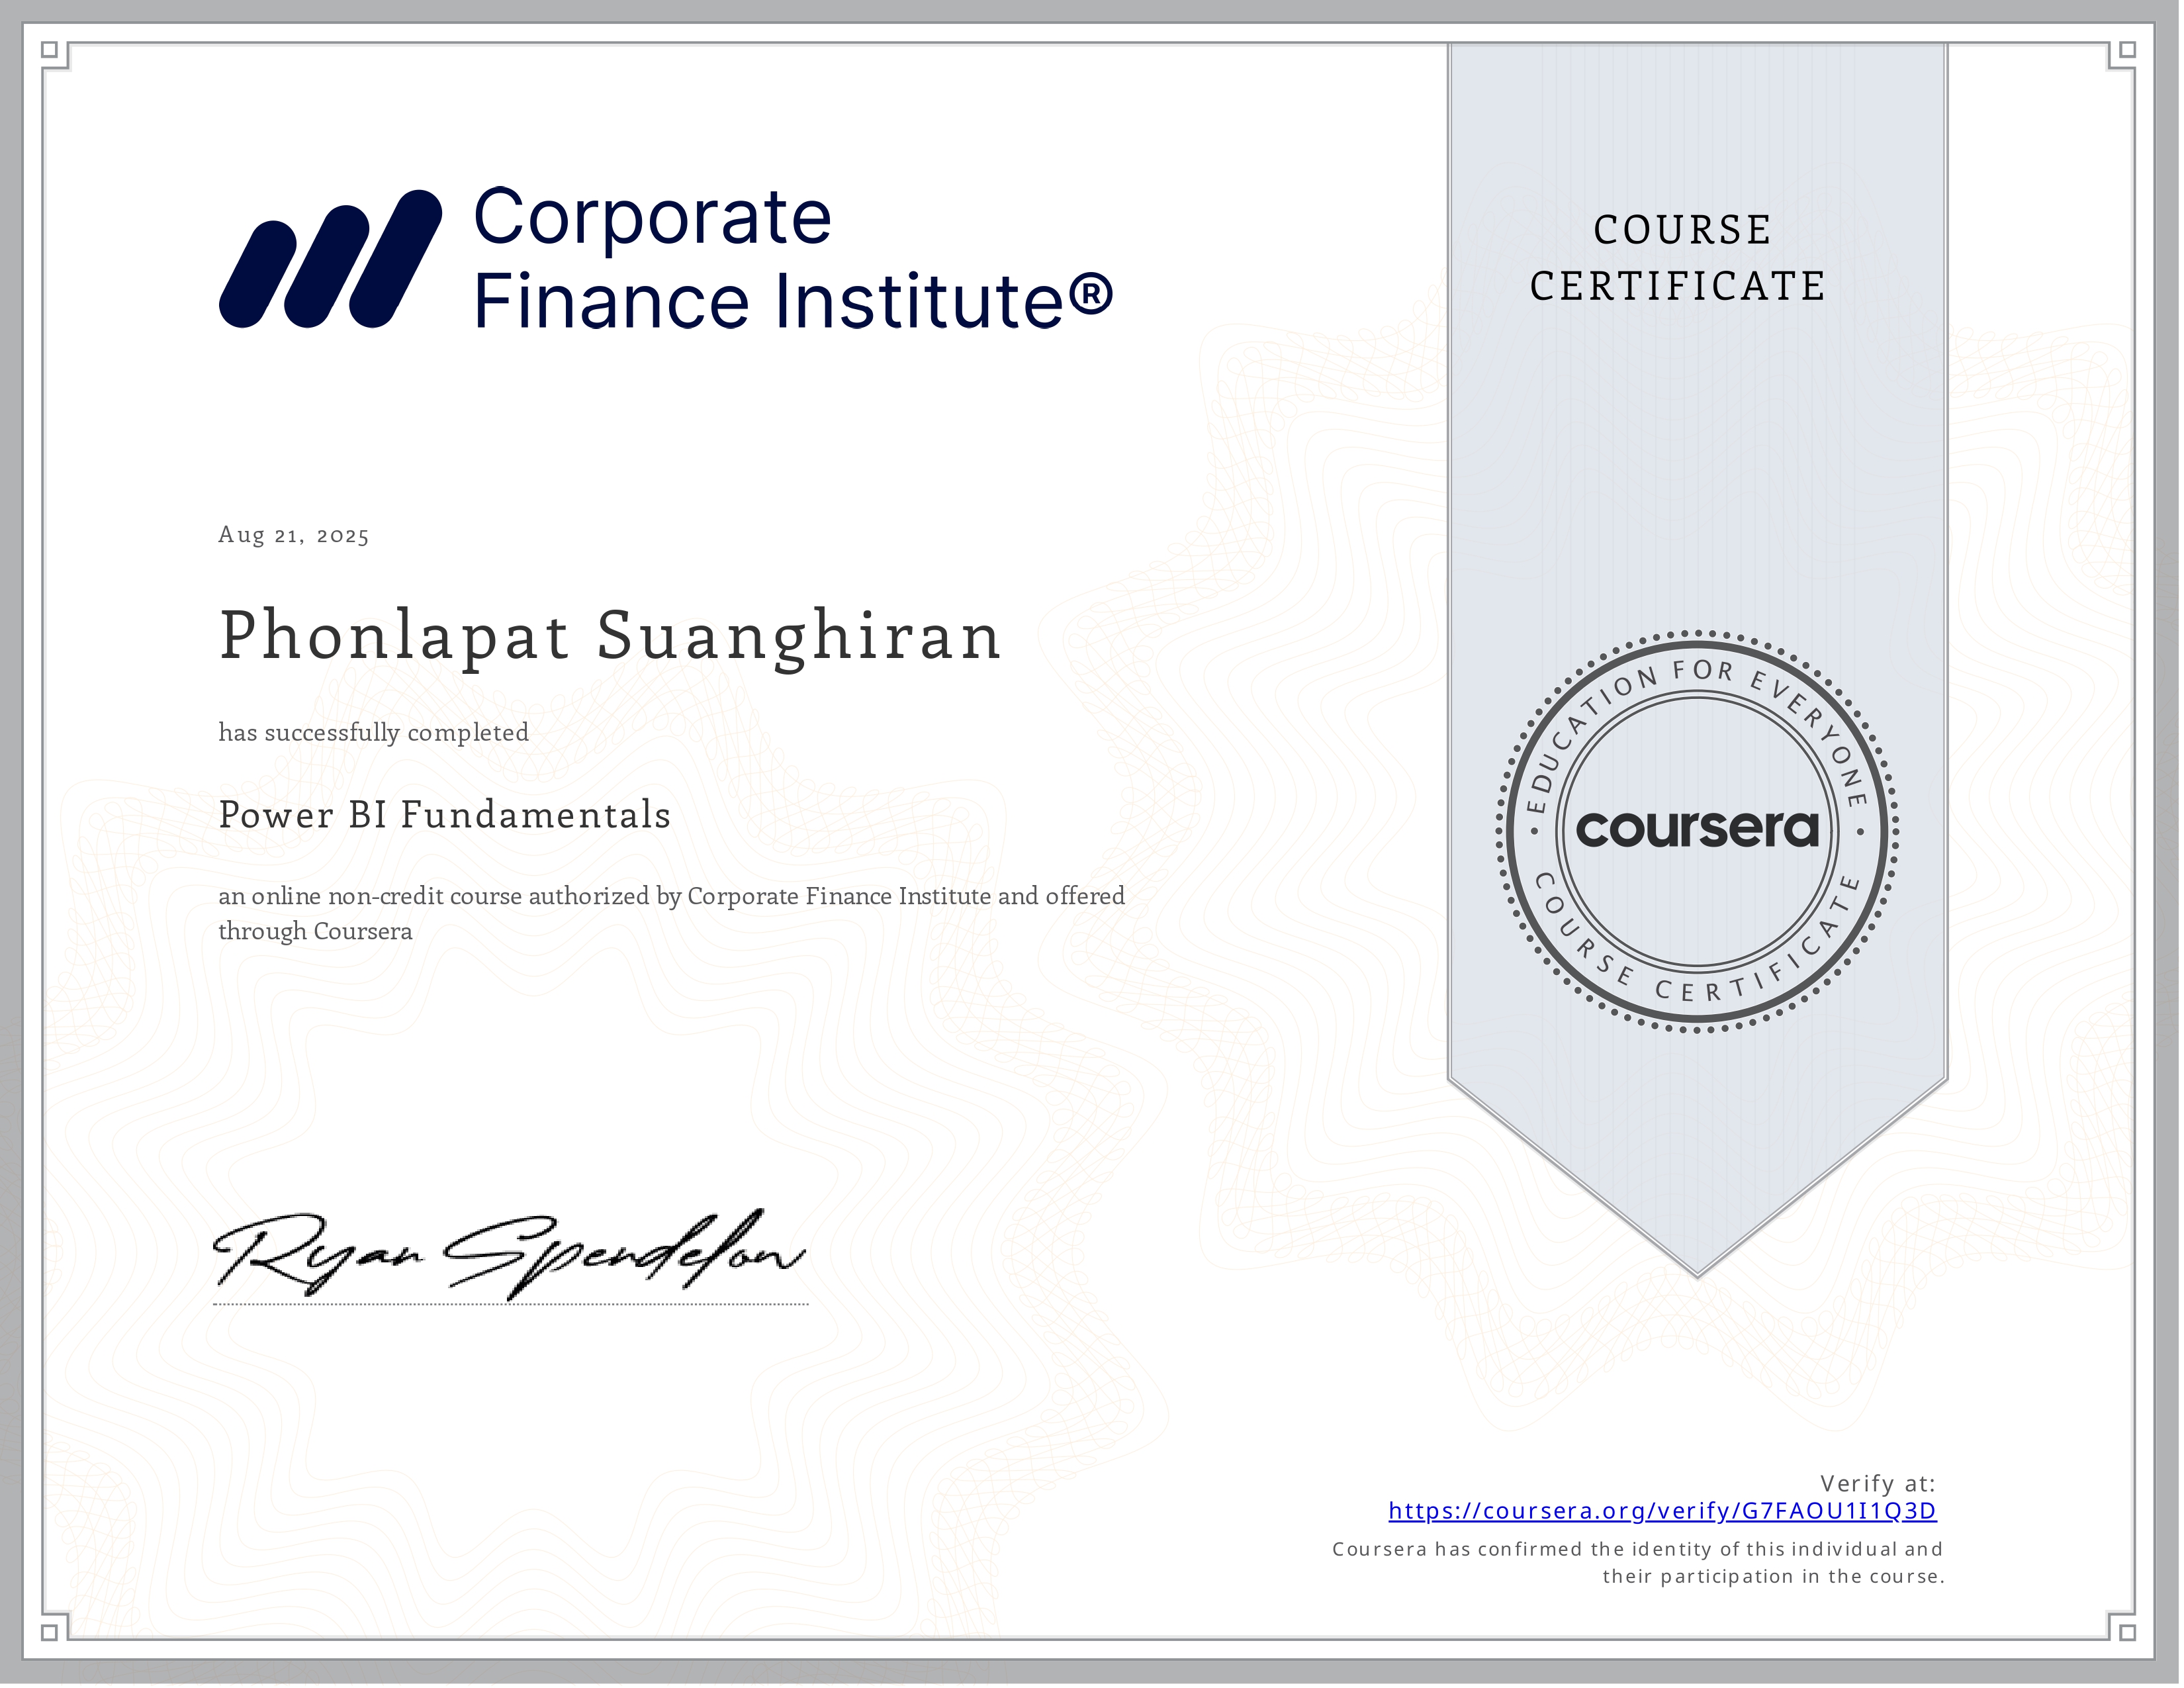 Corporate
Finance Institute®
COURSE
CERTIFICATE
Aug 21, 2025
Phonlapat Suanghiran
has successfully completed
Power BI Fundamentals
an online non-credit course authorized by Corporate Finance Institute and offered
through Coursera
• EDUCATION FOR EVERYONE •
coursera
COURSE CERTIFICATE
Ryan Spendelow
Verify at:
https://coursera.org/verify/G7FAOU1I1Q3D
Coursera has confirmed the identity of this individual and
their participation in the course.